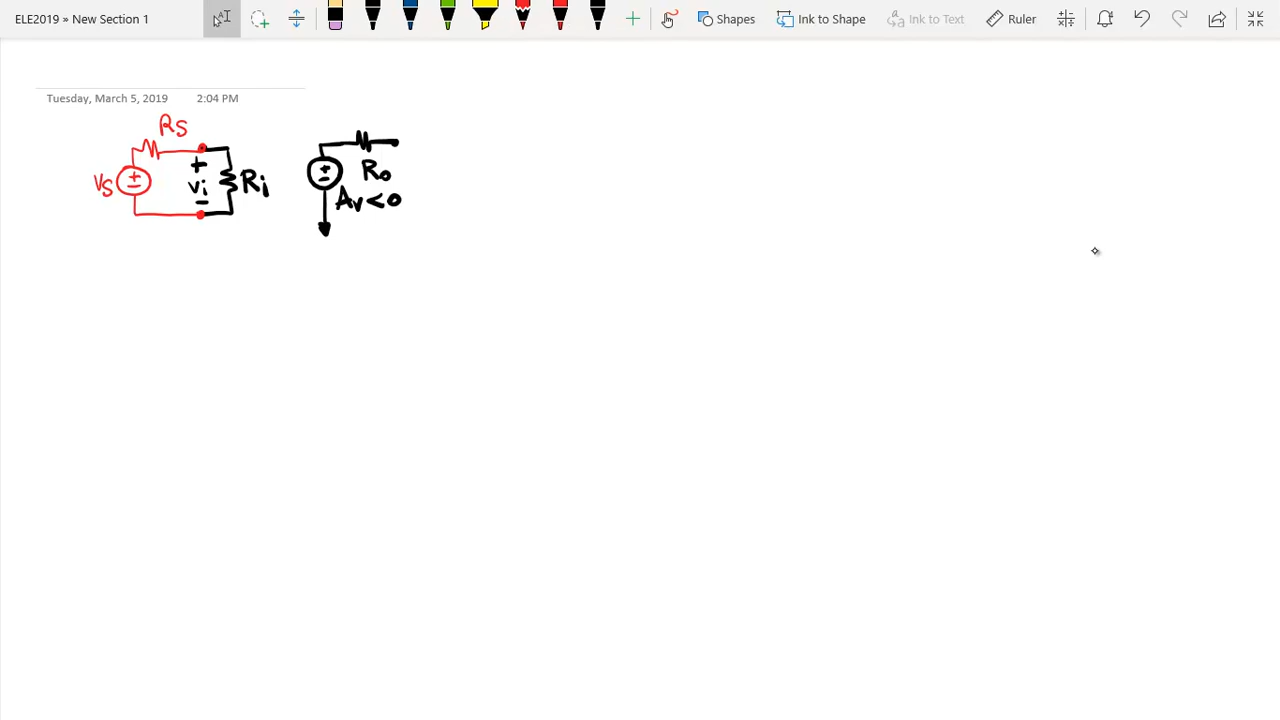 ELE2019 » New Section 1
Shapes
Ink to Shape
Ink to Text
Ruler
Tuesday, March 5, 2019 2:04 PM
Rs
Vs + −
+ vi −
Ri
+ −
Ro
Av<0